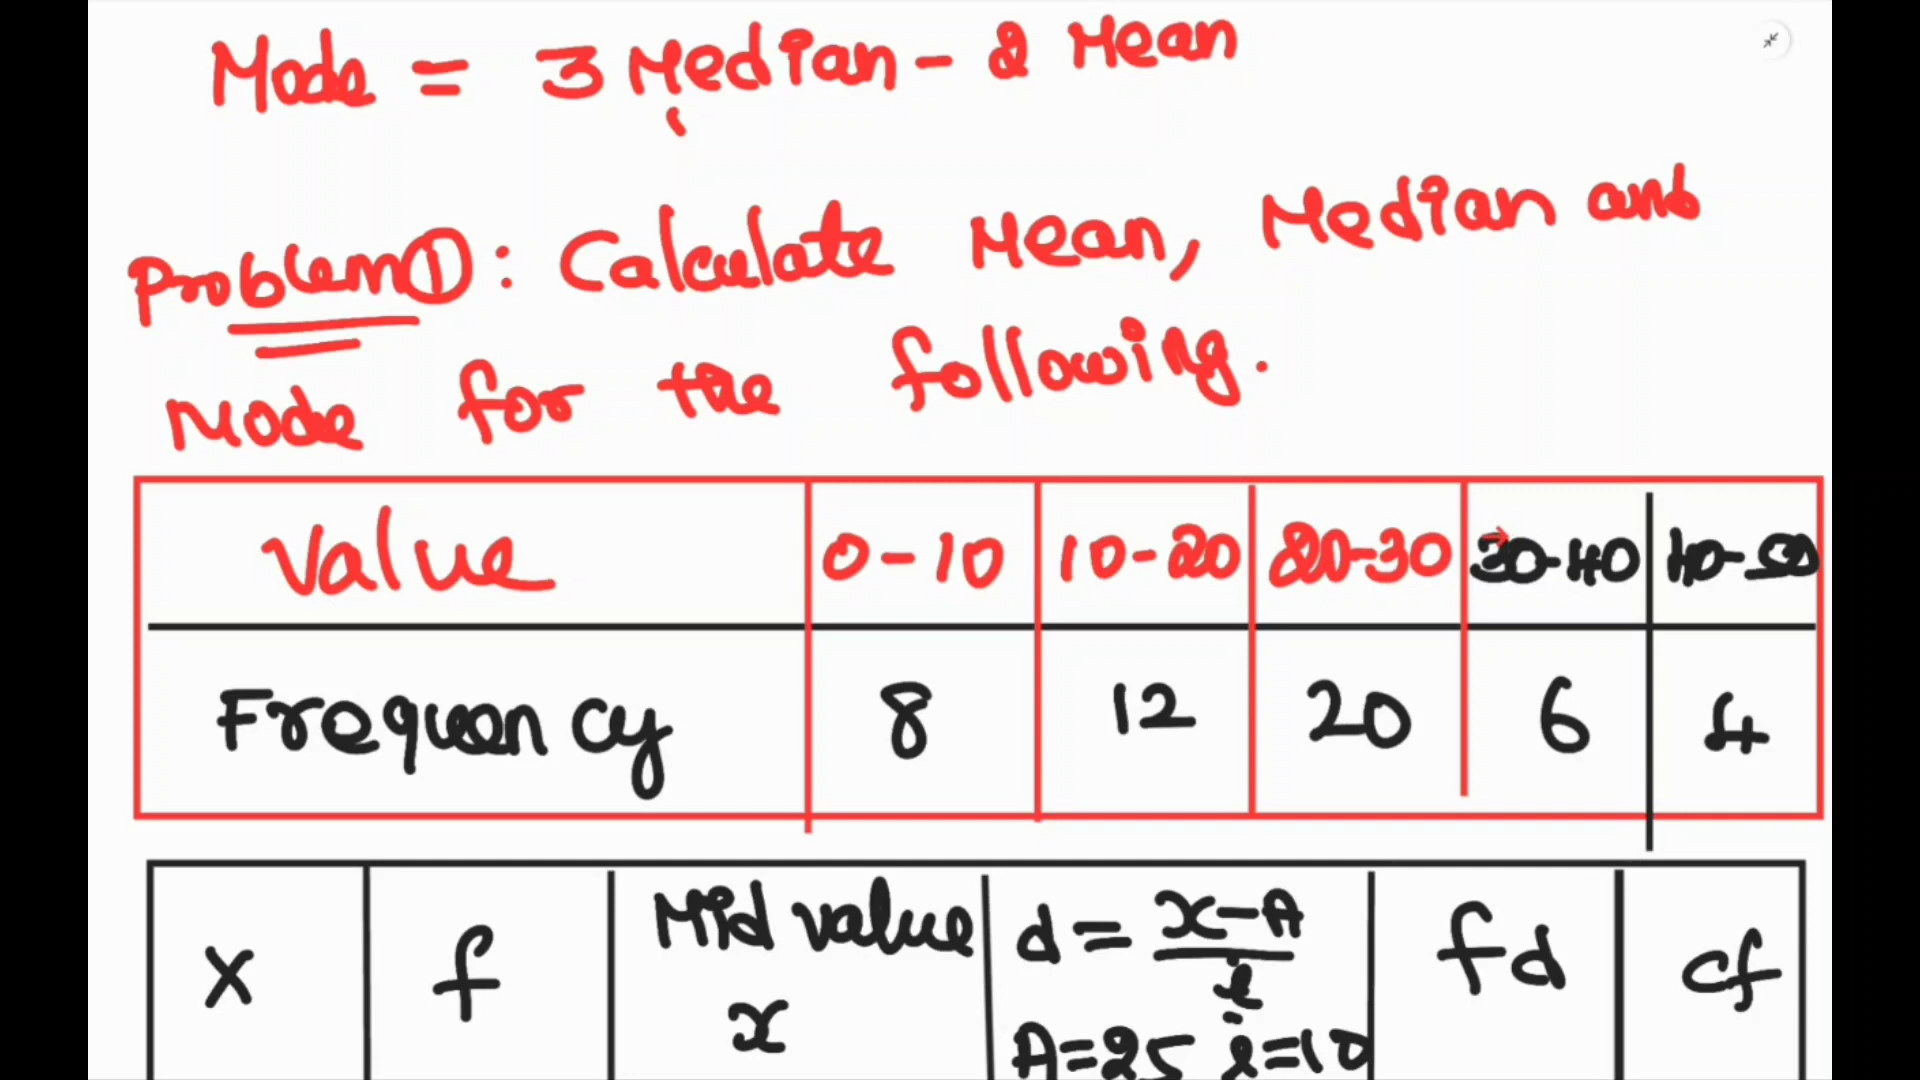 Mode = 3 Median - 2 Mean
Problem①: Calculate Mean, Median and
Mode for the following.
Value 0-10 10-20 20-30 30-40 40-50
Frequency 8 12 20 6 4
x f Mid value x d = x-A/i A=25 i=10 fd cf